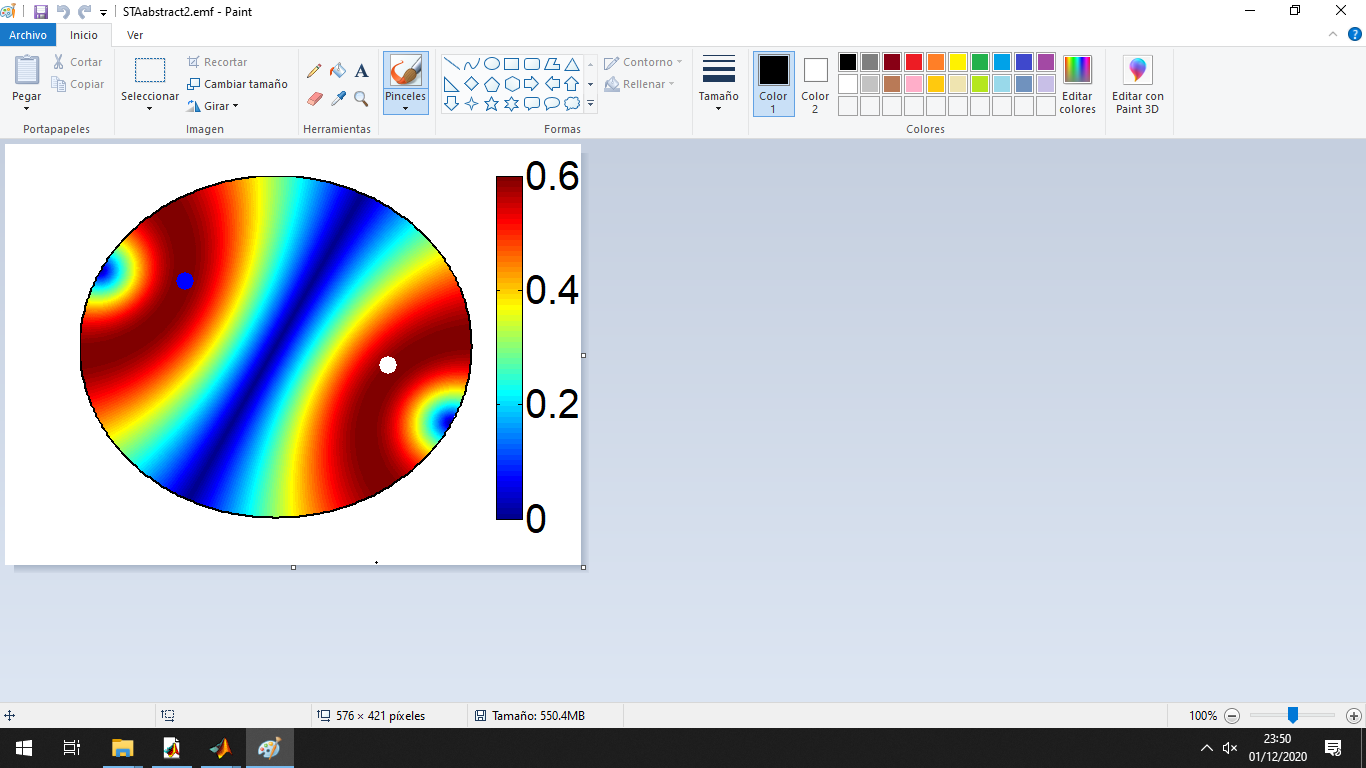 STAabstract2.emf - Paint
Archivo Inicio Ver
Pegar
Cortar
Copiar
Portapapeles
Seleccionar
Recortar
Cambiar tamaño
Girar
Imagen
A
Herramientas
Pinceles
Contorno
Rellenar
Formas
Tamaño
Color
1
Color
2
Editar
colores
Colores
Editar con
Paint 3D
0.6
0.4
0.2
0
576 × 421 píxeles
Tamaño: 550.4MB
100%
23:50
01/12/2020